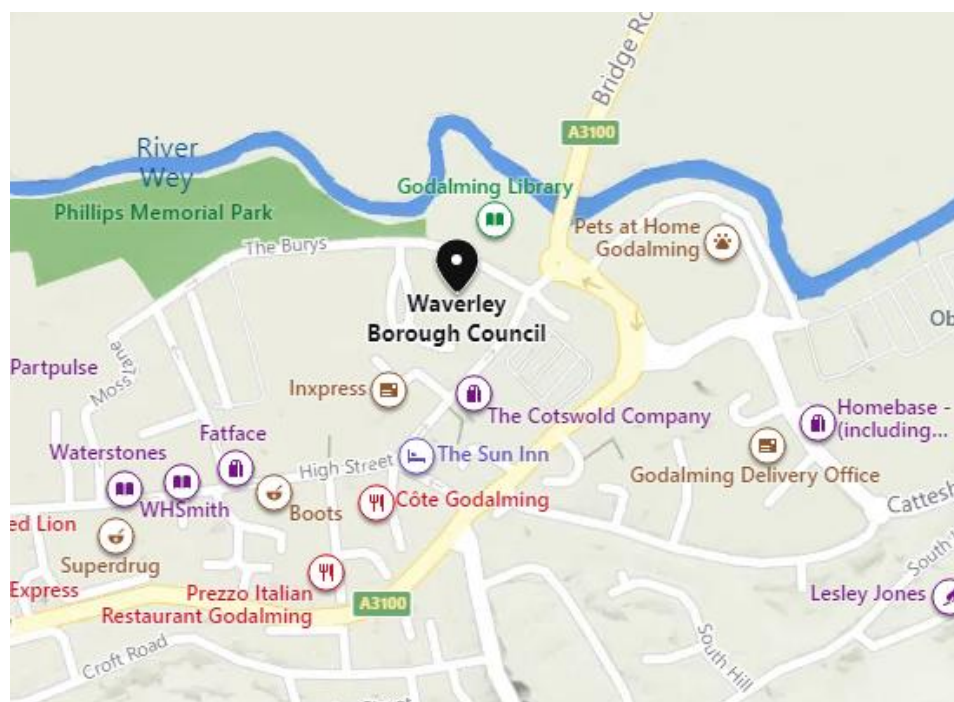 Bridge Ro
A3100
River
Wey
Godalming Library
Phillips Memorial Park
Pets at Home
Godalming
The Burys
Waverley
Borough Council
Ob
Moss Lane
Partpulse
Inxpress
The Cotswold Company
Homebase -
(including...
Fatface
Waterstones
High Street
The Sun Inn
Godalming Delivery Office
WHSmith
Boots
Côte Godalming
Cattesh
ed Lion
Superdrug
South
Express
Prezzo Italian
Restaurant Godalming
A3100
Lesley Jones
Croft Road
South Hill